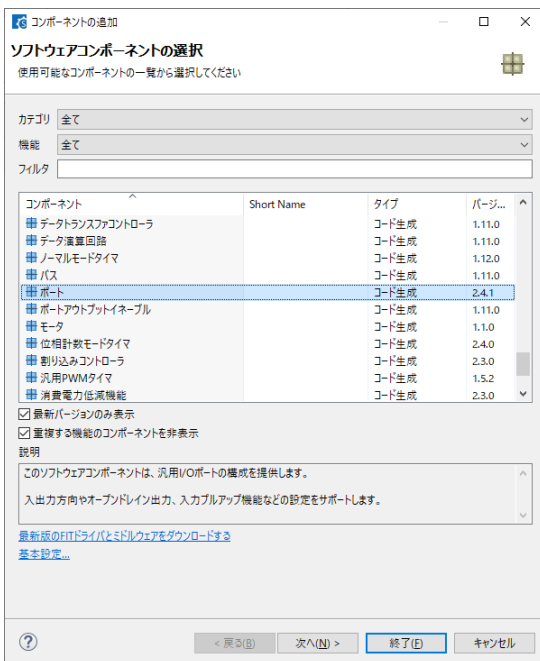 コンポーネントの追加
ソフトウェアコンポーネントの選択
使用可能なコンポーネントの一覧から選択してください
カテゴリ 全て
機能 全て
フィルタ
コンポーネント Short Name タイプ バージ...
データトランスファコントローラ コード生成 1.11.0
データ演算回路 コード生成 1.11.0
ノーマルモードタイマ コード生成 1.12.0
バス コード生成 1.11.0
ポート コード生成 2.4.1
ポートアウトプットイネーブル コード生成 1.11.0
モータ コード生成 1.1.0
位相計数モードタイマ コード生成 2.4.0
割り込みコントローラ コード生成 2.3.0
汎用PWMタイマ コード生成 1.5.2
消費電力低減機能 コード生成 2.3.0
最新バージョンのみ表示
重複する機能のコンポーネントを非表示
説明
このソフトウェアコンポーネントは、汎用I/Oポートの構成を提供します。
入出力方向やオープンドレイン出力、入力プルアップ機能などの設定をサポートします。
最新版のFITドライバとミドルウェアをダウンロードする
基本設定...
< 戻る(B) 次へ(N) > 終了(F) キャンセル